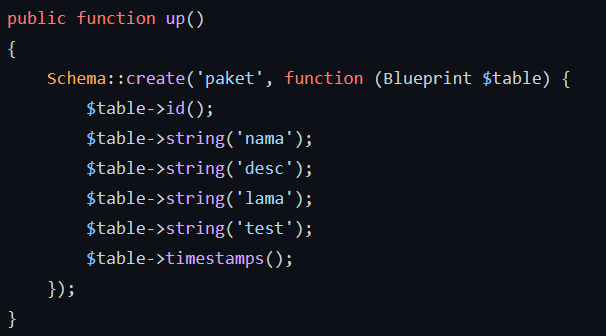 public function up()
{
    Schema::create('paket', function (Blueprint $table) {
        $table->id();
        $table->string('nama');
        $table->string('desc');
        $table->string('lama');
        $table->string('test');
        $table->timestamps();
    });
}